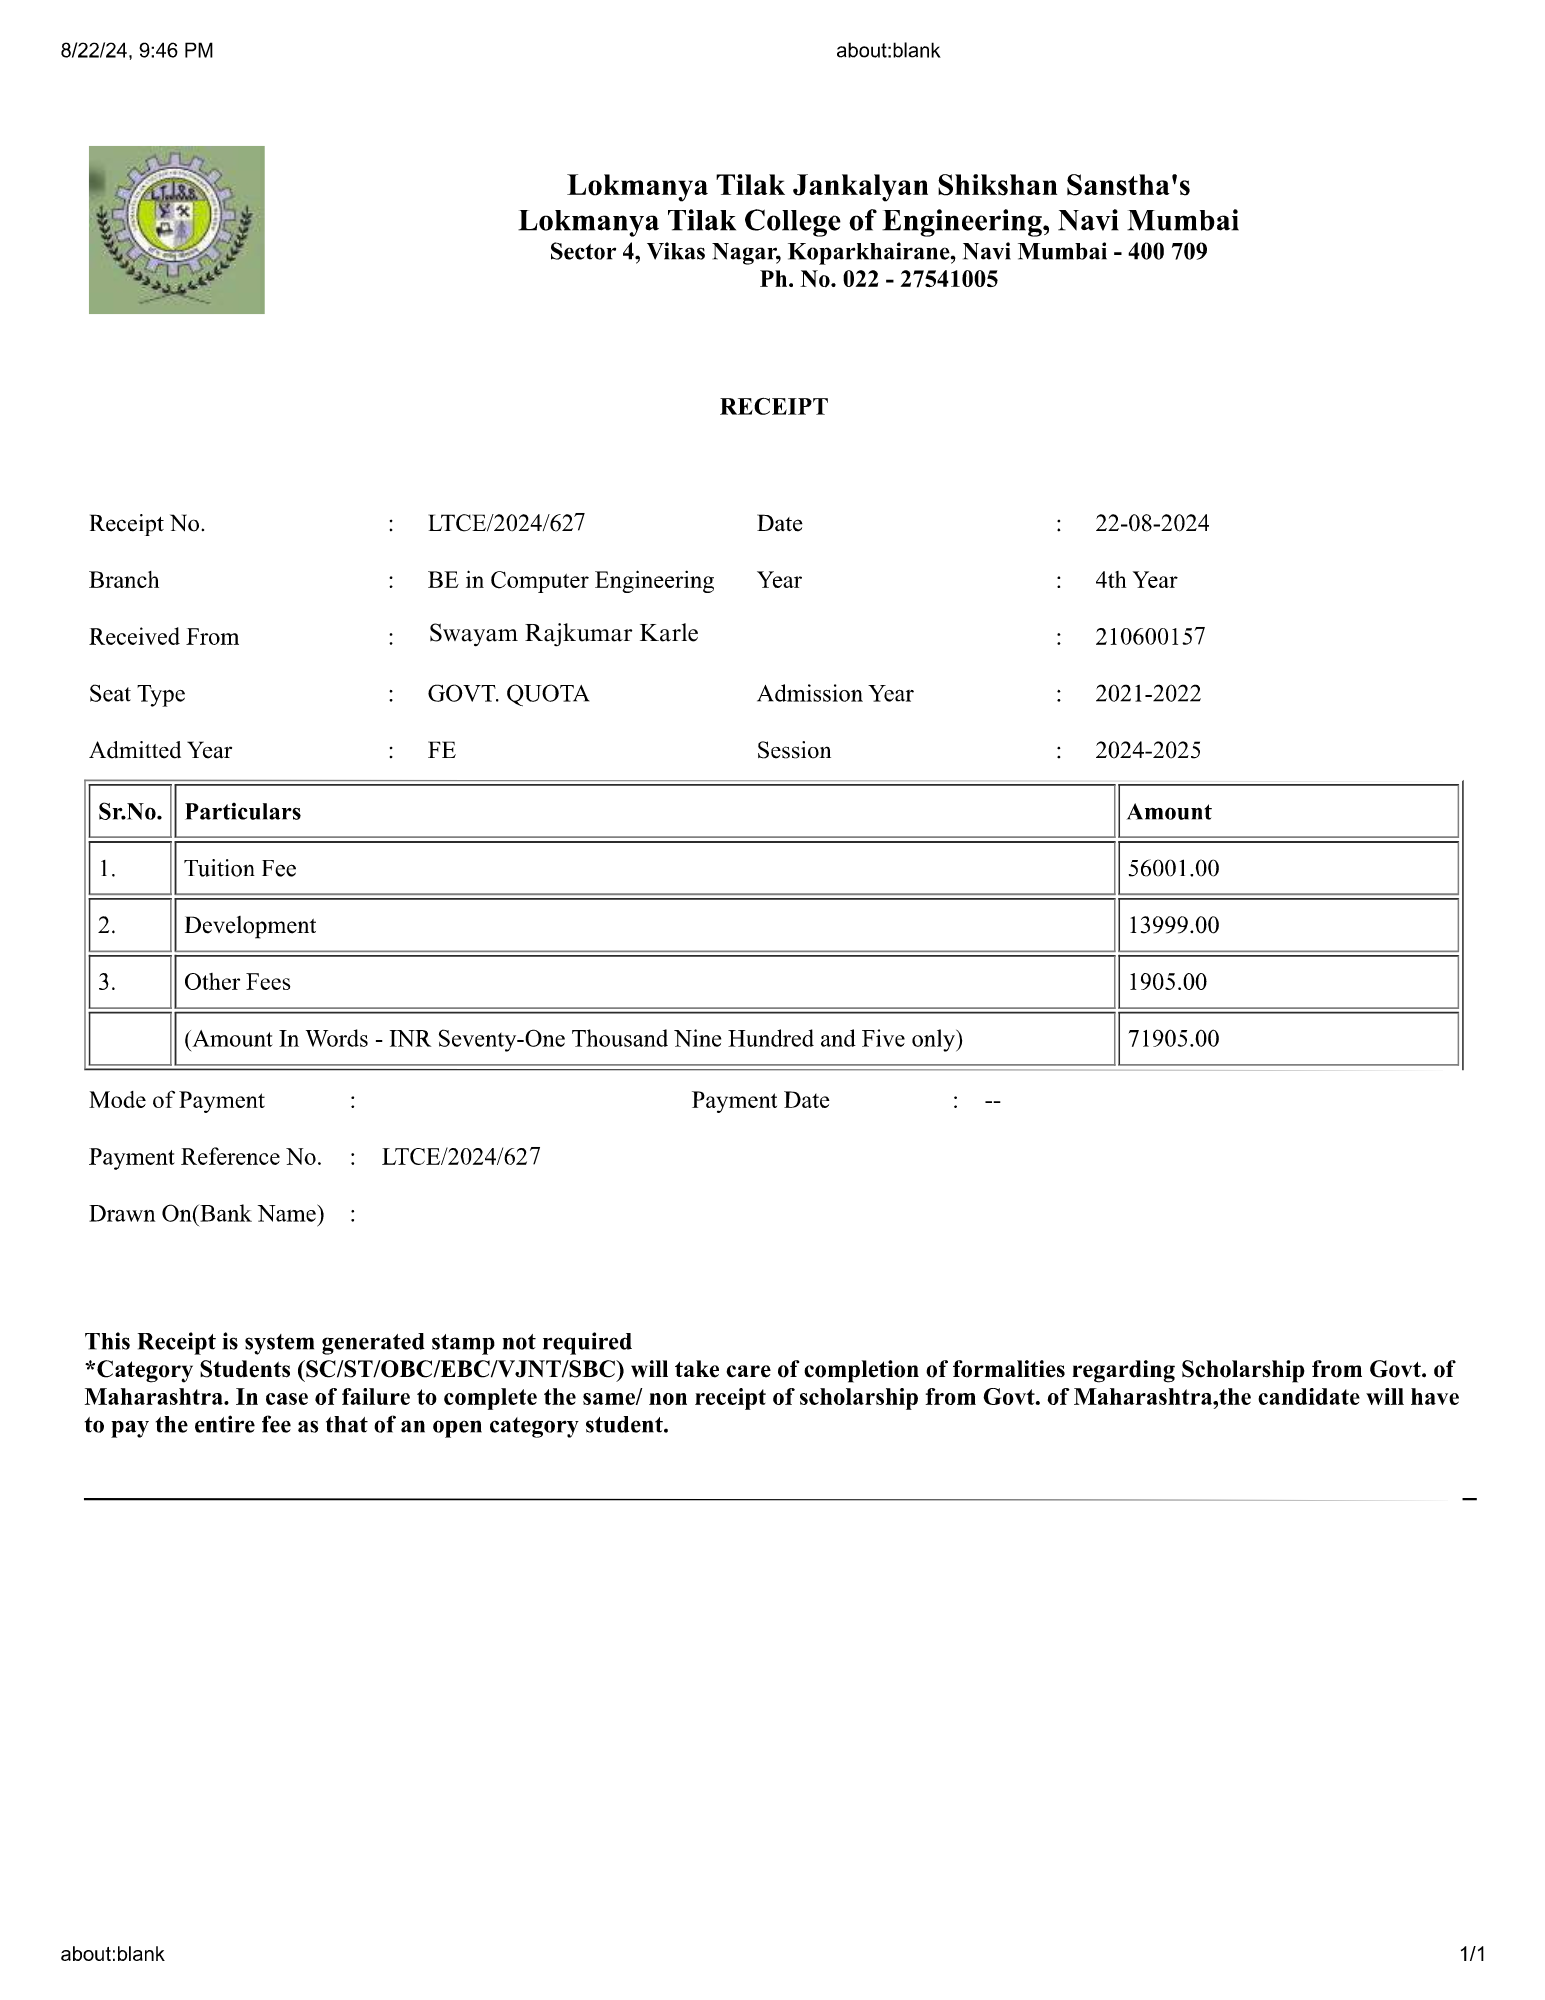 8/22/24, 9:46 PM about:blank
L.T.J.S.S.
Lokmanya Tilak Jankalyan Shikshan Sanstha's
Lokmanya Tilak College of Engineering, Navi Mumbai
Sector 4, Vikas Nagar, Koparkhairane, Navi Mumbai - 400 709
Ph. No. 022 - 27541005
RECEIPT
Receipt No. : LTCE/2024/627 Date : 22-08-2024
Branch : BE in Computer Engineering Year : 4th Year
Received From : Swayam Rajkumar Karle : 210600157
Seat Type : GOVT. QUOTA Admission Year : 2021-2022
Admitted Year : FE Session : 2024-2025
Sr.No. Particulars Amount
1. Tuition Fee 56001.00
2. Development 13999.00
3. Other Fees 1905.00
(Amount In Words - INR Seventy-One Thousand Nine Hundred and Five only) 71905.00
Mode of Payment : Payment Date : --
Payment Reference No. : LTCE/2024/627
Drawn On(Bank Name) :
This Receipt is system generated stamp not required
*Category Students (SC/ST/OBC/EBC/VJNT/SBC) will take care of completion of formalities regarding Scholarship from Govt. of
Maharashtra. In case of failure to complete the same/ non receipt of scholarship from Govt. of Maharashtra,the candidate will have
to pay the entire fee as that of an open category student.
about:blank 1/1